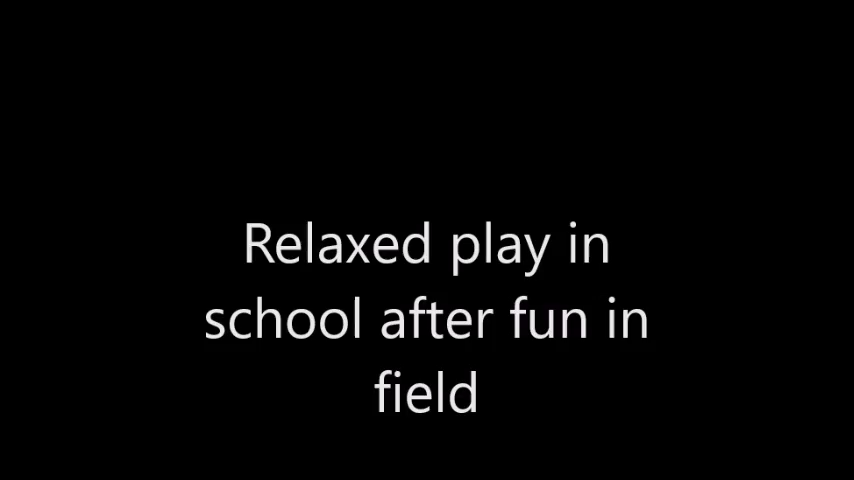 Relaxed play in
school after fun in
field